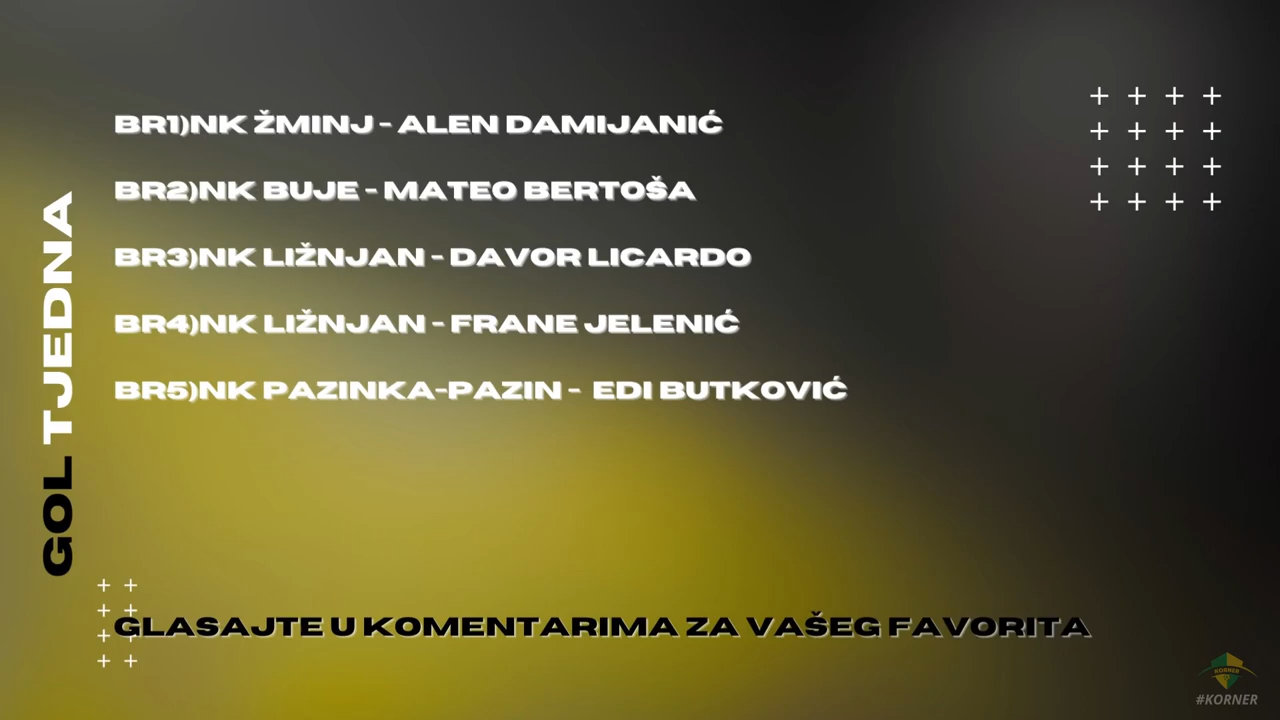 BR1)NK ŽMINJ - ALEN DAMIJANIĆ
BR2)NK BUJE - MATEO BERTOŠA
BR3)NK LIŽNJAN - DAVOR LICARDO
BR4)NK LIŽNJAN - FRANE JELENIĆ
BR5)NK PAZINKA-PAZIN - EDI BUTKOVIĆ
GOL TJEDNA
GLASAJTE U KOMENTARIMA ZA VAŠEG FAVORITA
KORNER
#KORNER